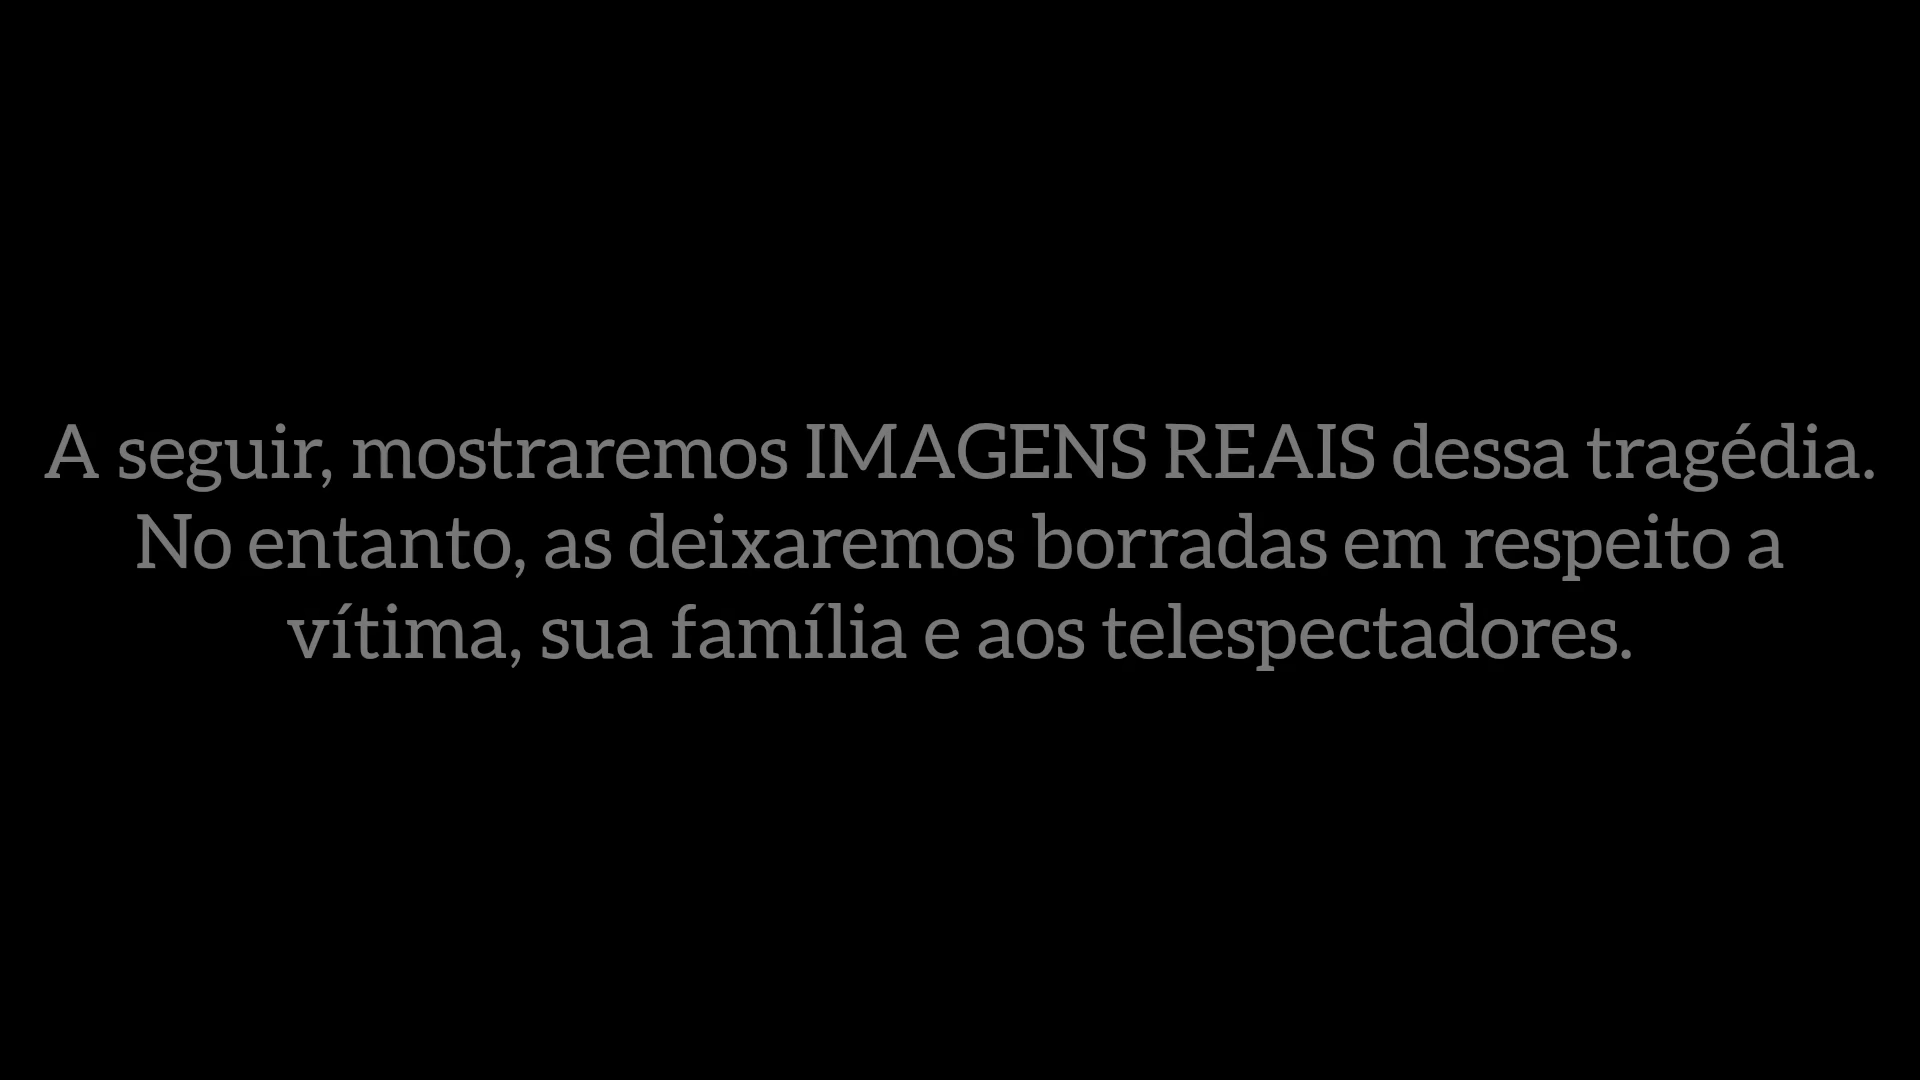 A seguir, mostraremos IMAGENS REAIS dessa tragédia.
No entanto, as deixaremos borradas em respeito a
vítima, sua família e aos telespectadores.